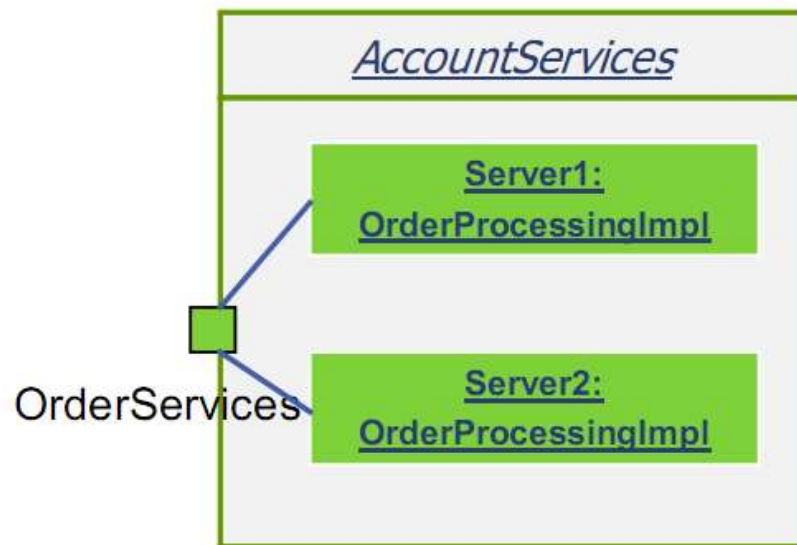 AccountServices
Server1:
OrderProcessingImpl
OrderServices
Server2:
OrderProcessingImpl